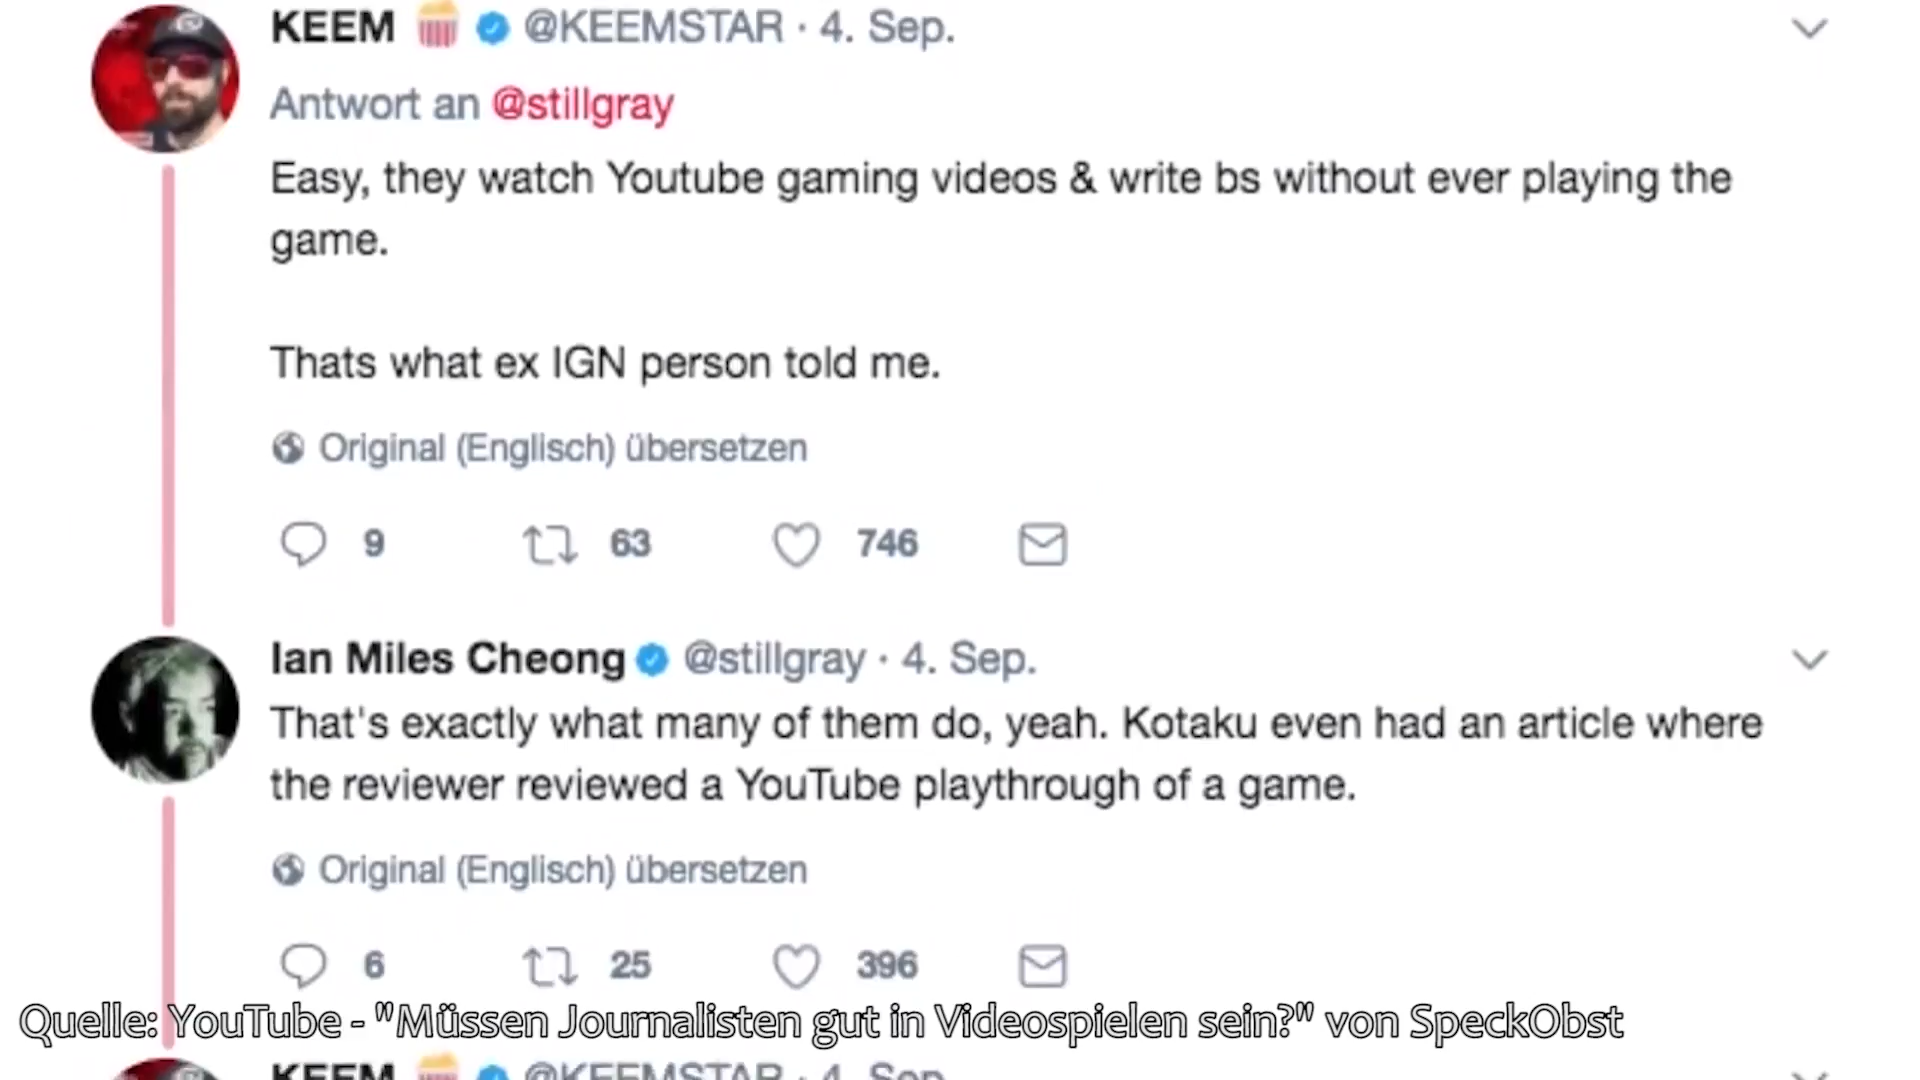 KEEM 🍿 @KEEMSTAR · 4. Sep.
Antwort an @stillgray
Easy, they watch Youtube gaming videos & write bs without ever playing the
game.
Thats what ex IGN person told me.
Original (Englisch) übersetzen
9 63 746
Ian Miles Cheong @stillgray · 4. Sep.
That's exactly what many of them do, yeah. Kotaku even had an article where
the reviewer reviewed a YouTube playthrough of a game.
Original (Englisch) übersetzen
6 25 396
Quelle: YouTube - "Müssen Journalisten gut in Videospielen sein?" von SpeckObst
KEEM 🍿 @KEEMSTAR · 4. Sep.